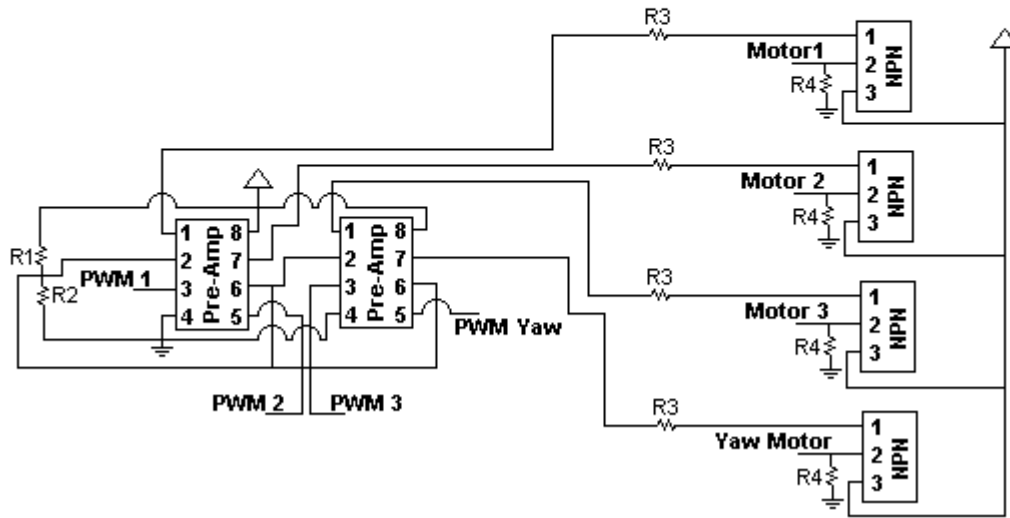 R3
Motor1
1
2
3
NPN
R4
R3
Motor 2
1
2
3
NPN
R4
1
2
3
4
8
7
6
5
Pre-Amp
1
2
3
4
8
7
6
5
Pre-Amp
R1
R2
PWM 1
PWM Yaw
PWM 2
PWM 3
R3
Motor 3
1
2
3
NPN
R4
R3
Yaw Motor
1
2
3
NPN
R4